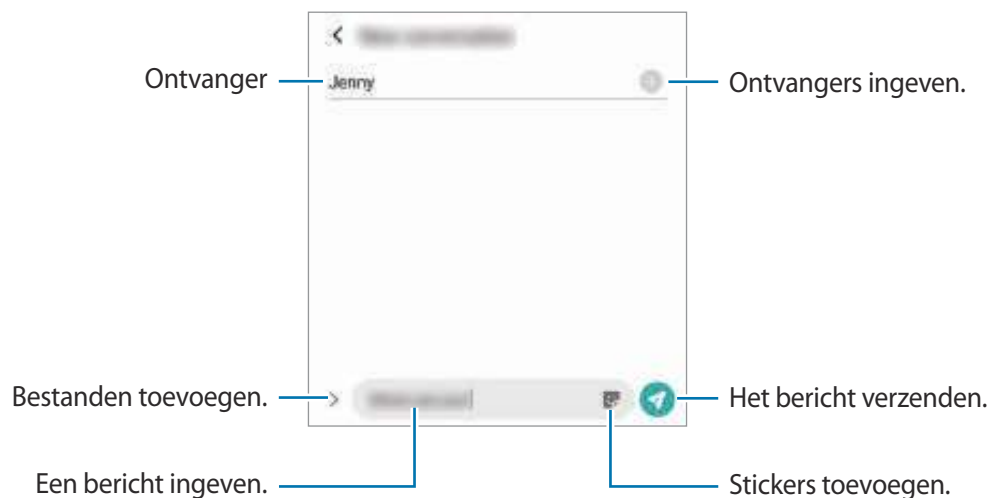 Ontvanger
Jenny
Ontvangers ingeven.
Bestanden toevoegen.
Het bericht verzenden.
Een bericht ingeven.
Stickers toevoegen.